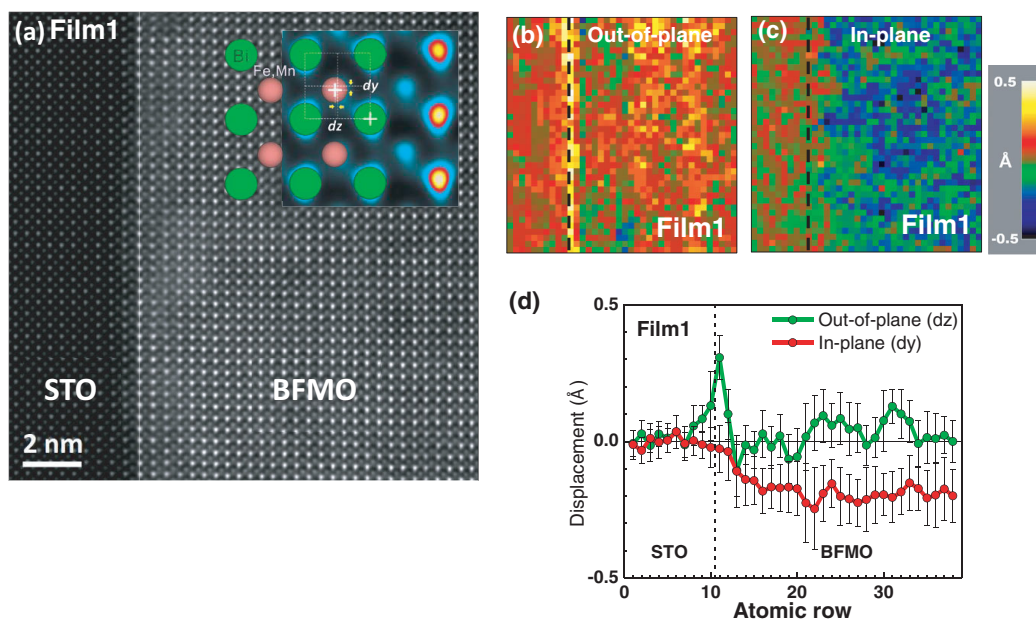 (a) Film1
Bi
Fe,Mn
dy
dz
STO
BFMO
2 nm
(b)
Out-of-plane
Film1
(c)
In-plane
Film1
0.5
Å
-0.5
(d)
0.5
0.0
-0.5
Displacement (Å)
Film1
Out-of-plane (dz)
In-plane (dy)
STO
BFMO
0
10
20
30
Atomic row